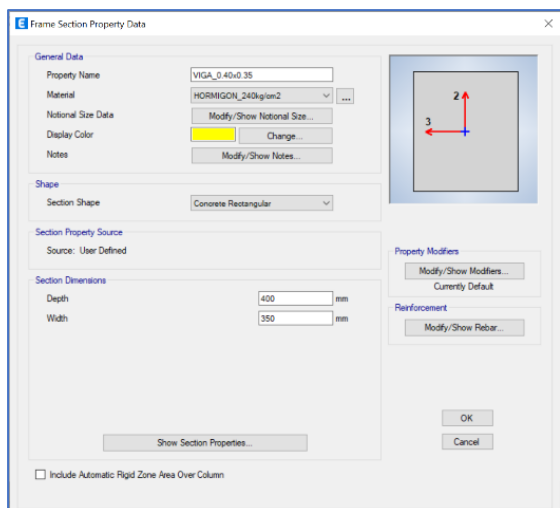 E Frame Section Property Data
General Data
Property Name VIGA_0.40x0.35
Material HORMIGON_240kg/cm2 ...
Notional Size Data Modify/Show Notional Size...
Display Color Change...
Notes Modify/Show Notes...
Shape
Section Shape Concrete Rectangular
Section Property Source
Source: User Defined
Section Dimensions
Depth 400 mm
Width 350 mm
Show Section Properties...
Include Automatic Rigid Zone Area Over Column
2
3
Property Modifiers
Modify/Show Modifiers...
Currently Default
Reinforcement
Modify/Show Rebar...
OK
Cancel